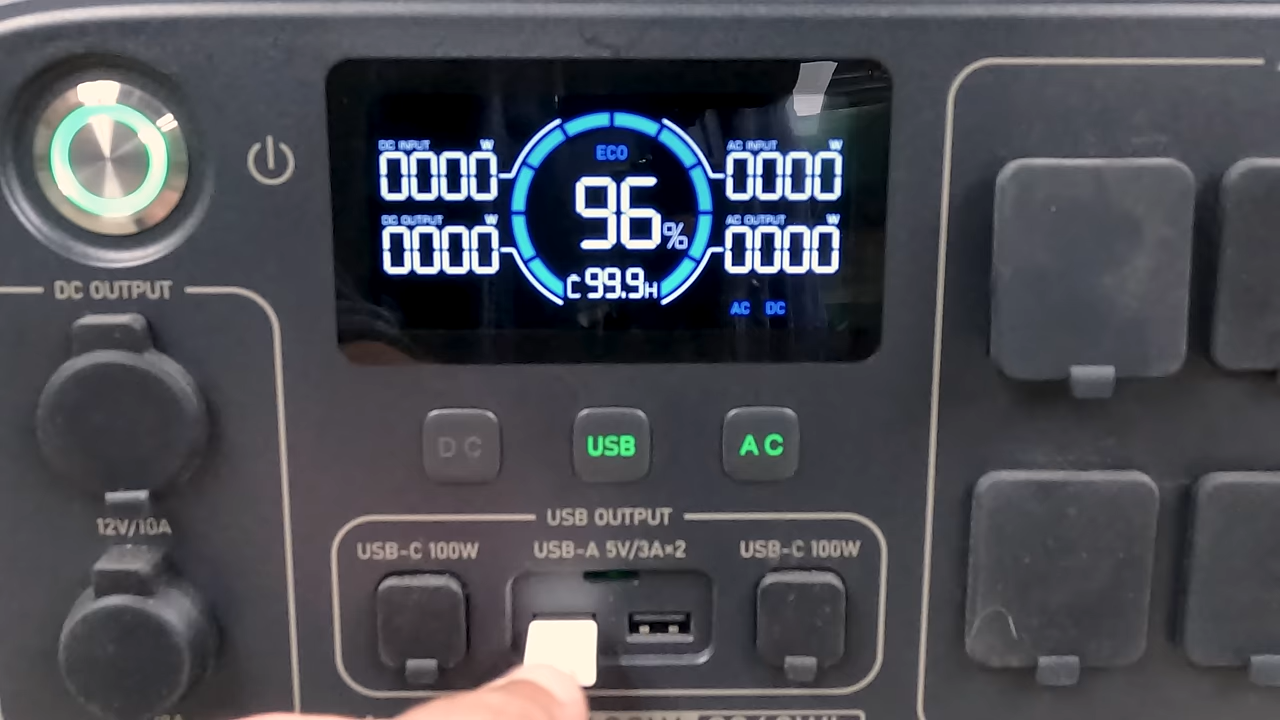 DC INPUT W
0000
AC INPUT W
0000
ECO
96%
C 99.9H
DC OUTPUT W
0000
AC OUTPUT W
0000
AC DC
DC OUTPUT
DC
USB
AC
12V/10A
USB OUTPUT
USB-C 100W
USB-A 5V/3A×2
USB-C 100W